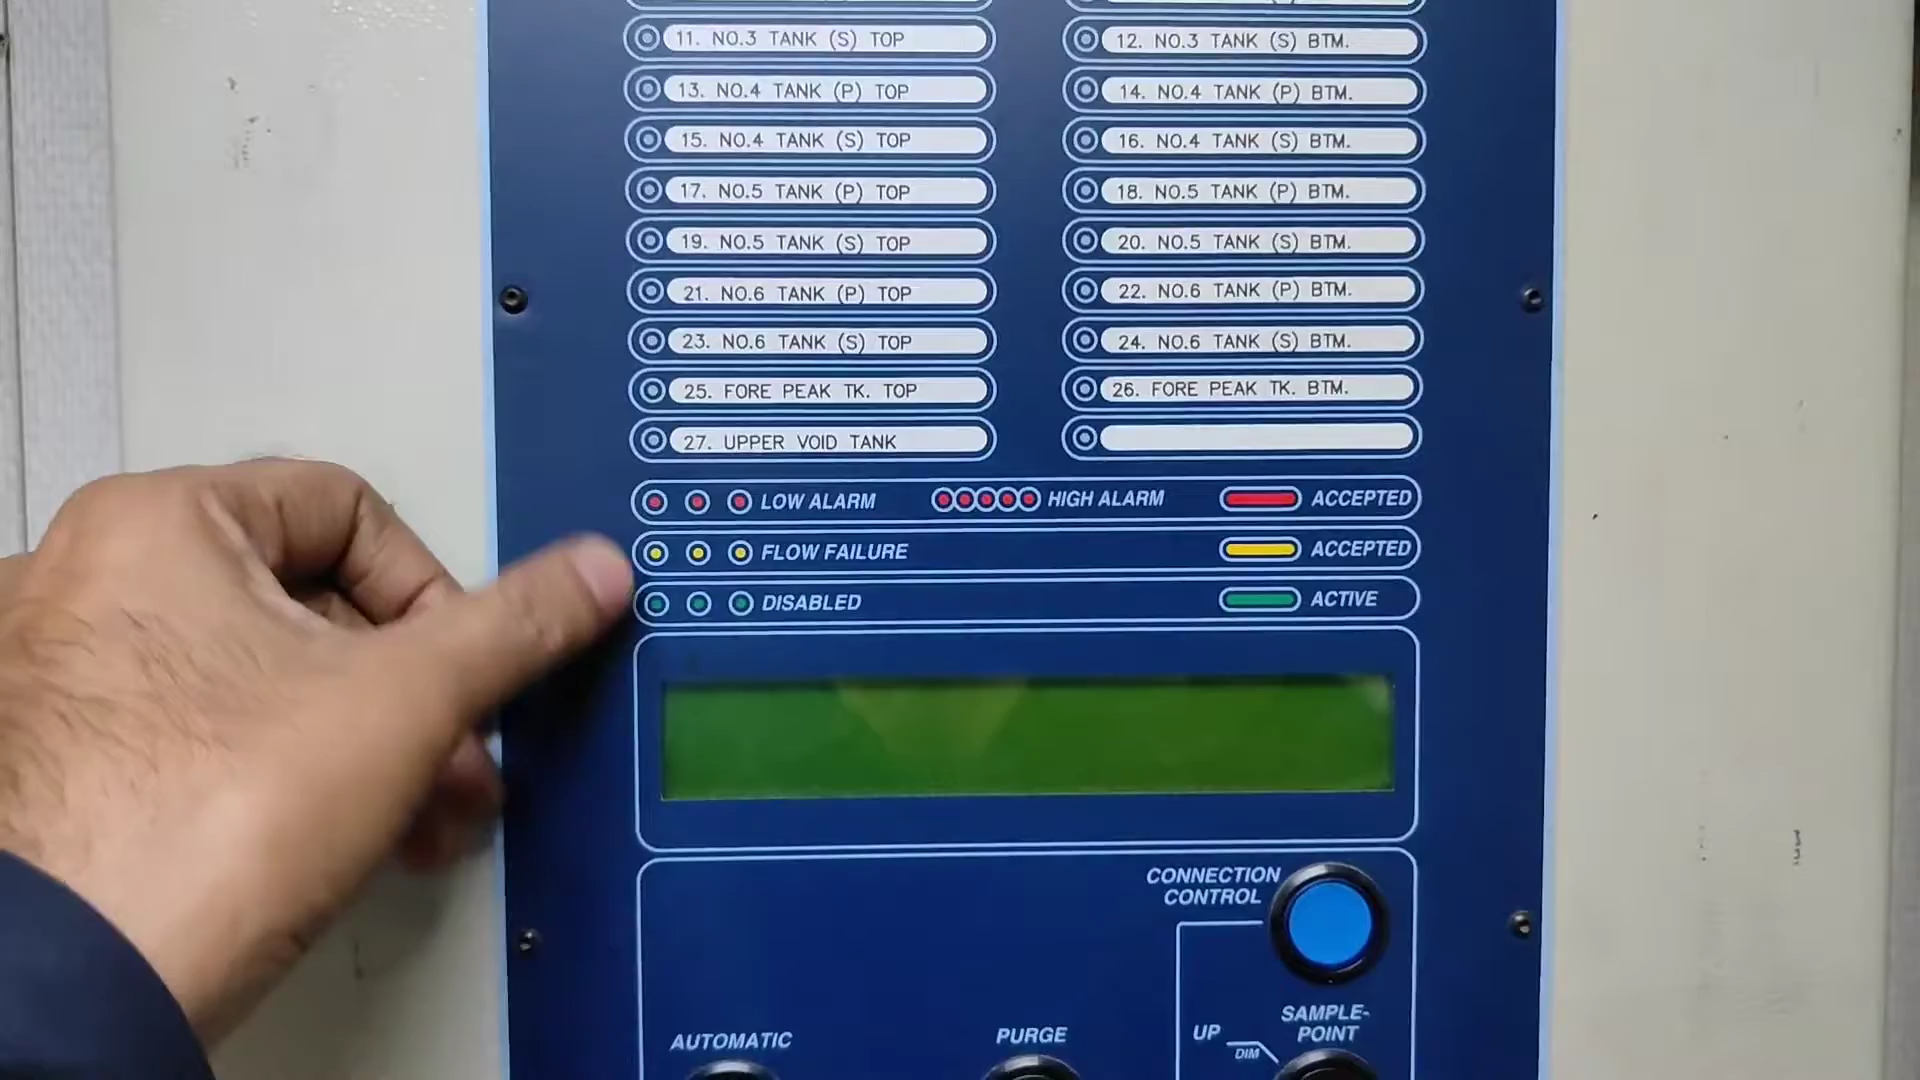 11. NO.3 TANK (S) TOP
12. NO.3 TANK (S) BTM.
13. NO.4 TANK (P) TOP
14. NO.4 TANK (P) BTM.
15. NO.4 TANK (S) TOP
16. NO.4 TANK (S) BTM.
17. NO.5 TANK (P) TOP
18. NO.5 TANK (P) BTM.
19. NO.5 TANK (S) TOP
20. NO.5 TANK (S) BTM.
21. NO.6 TANK (P) TOP
22. NO.6 TANK (P) BTM.
23. NO.6 TANK (S) TOP
24. NO.6 TANK (S) BTM.
25. FORE PEAK TK. TOP
26. FORE PEAK TK. BTM.
27. UPPER VOID TANK
LOW ALARM HIGH ALARM ACCEPTED
FLOW FAILURE ACCEPTED
DISABLED ACTIVE
CONNECTION
CONTROL
AUTOMATIC
PURGE
SAMPLE-
POINT
UP
DIM